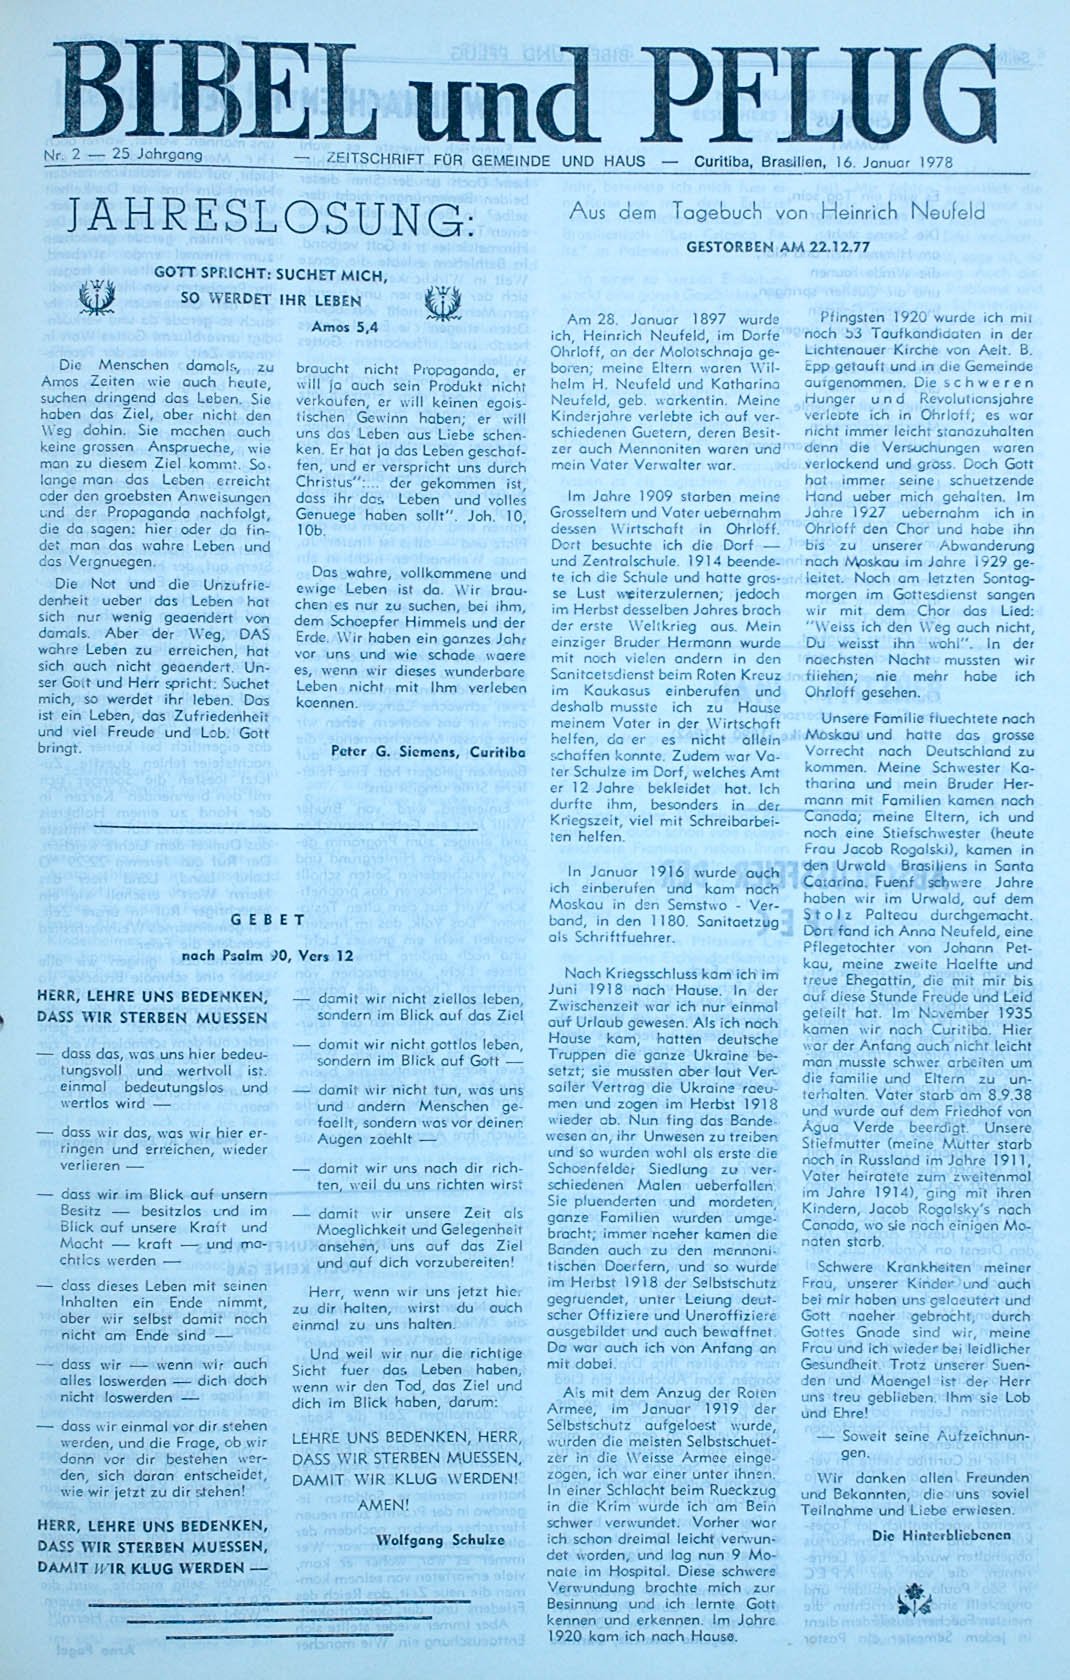 BIBEL und PFLUG
Nr. 2 — 25 Jahrgang — ZEITSCHRIFT FÜR GEMEINDE UND HAUS — Curitiba, Brasilien, 16. Januar 1978
JAHRESLOSUNG:
GOTT SPRICHT: SUCHET MICH,
SO WERDET IHR LEBEN
Amos 5,4
Die Menschen damals, zu
Amos Zeiten wie auch heute,
suchen dringend das Leben. Sie
haben das Ziel, aber nicht den
Weg dahin. Sie machen auch
keine grossen Ansprueche, wie
man zu diesem Ziel kommt. So-
lange man das Leben erreicht
oder den groebsten Anweisungen
und der Propaganda nachfolgt,
die da sagen: hier oder da fin-
det man das wahre Leben und
das Vergnuegen.
Die Not und die Unzufrie-
denheit ueber das Leben hat
sich nur wenig geaendert von
damals. Aber der Weg, DAS
wahre Leben zu erreichen, hat
sich auch nicht geaendert. Un-
ser Gott und Herr spricht: Suchet
mich, so werdet ihr leben. Das
ist ein Leben, das Zufriedenheit
und viel Freude und Lob. Gott
bringt.
braucht nicht Propaganda, er
will ja auch sein Produkt nicht
verkaufen, er will keinen egois-
tischen Gewinn haben; er will
uns das Leben aus Liebe schen-
ken. Er hat ja das Leben geschaf-
fen, und er verspricht uns durch
Christus": .... der gekommen ist,
dass ihr das Leben und volles
Genuege haben sollt". Joh. 10,
10b.
Das wahre, vollkommene und
ewige Leben ist da. Wir brau-
chen es nur zu suchen, bei ihm,
dem Schoepfer Himmels und der
Erde. Wir haben ein ganzes Jahr
vor uns und wie schade waere
es, wenn wir dieses wunderbare
Leben nicht mit Ihm verleben
koennen.
Peter G. Siemens, Curitiba
GEBET
nach Psalm 90, Vers 12
HERR, LEHRE UNS BEDENKEN,
DASS WIR STERBEN MUESSEN
— dass das, was uns hier bedeu-
tungsvoll und wertvoll ist.
einmal bedeutungslos und
wertlos wird —
— dass wir das, was wir hier er-
ringen und erreichen, wieder
verlieren —
— dass wir im Blick auf unsern
Besitz — besitzlos und im
Blick auf unsere Kraft und
Macht — kraft — und ma-
chtlos werden —
— dass dieses Leben mit seinen
Inhalten ein Ende nimmt,
aber wir selbst damit noch
nicht am Ende sind —
— dass wir — wenn wir auch
alles loswerden — dich doch
nicht loswerden —
— dass wir einmal vor dir stehen
werden, und die Frage, ob wir
dann vor dir bestehen wer-
den, sich daran entscheidet,
wie wir jetzt zu dir stehen!
HERR, LEHRE UNS BEDENKEN,
DASS WIR STERBEN MUESSEN,
DAMIT WIR KLUG WERDEN —
— damit wir nicht ziellos leben,
sondern im Blick auf das Ziel
— damit wir nicht gottlos leben,
sondern im Blick auf Gott —
— damit wir nicht tun, was uns
und andern Menschen ge-
faellt, sondern was vor deinen
Augen zaehlt —
— damit wir uns nach dir rich-
ten, weil du uns richten wirst
— damit wir unsere Zeit als
Moeglichkeit und Gelegenheit
ansehen, uns auf das Ziel
und auf dich vorzubereiten!
Herr, wenn wir uns jetzt hier
zu dir halten, wirst du auch
einmal zu uns halten.
Und weil wir nur die richtige
Sicht fuer das Leben haben,
wenn wir den Tod, das Ziel und
dich im Blick haben, darum:
LEHRE UNS BEDENKEN, HERR,
DASS WIR STERBEN MUESSEN,
DAMIT WIR KLUG WERDEN!
AMEN!
Wolfgang Schulze
Aus dem Tagebuch von Heinrich Neufeld
GESTORBEN AM 22.12.77
Am 28. Januar 1897 wurde
ich, Heinrich Neufeld, im Dorfe
Ohrloff, an der Molotschnaja ge-
boren; meine Eltern waren Wil-
helm H. Neufeld und Katharina
Neufeld, geb. warkentin. Meine
Kinderjahre verlebte ich auf ver-
schiedenen Guetern, deren Besit-
zer auch Mennoniten waren und
mein Vater Verwalter war.
Im Jahre 1909 starben meine
Grosseltern und Vater uebernahm
dessen Wirtschaft in Ohrloff.
Dort besuchte ich die Dorf —
und Zentralschule. 1914 beende-
te ich die Schule und hatte gros-
se Lust weiterzulernen; jedoch
im Herbst desselben Jahres brach
der erste Weltkrieg aus. Mein
einziger Bruder Hermann wurde
mit noch vielen andern in den
Sanitaetsdienst beim Roten Kreuz
im Kaukasus einberufen und
deshalb musste ich zu Hause
meinem Vater in der Wirtschaft
helfen, da er es nicht allein
schaffen konnte. Zudem war Va-
ter Schulze im Dorf, welches Amt
er 12 Jahre bekleidet hat. Ich
durfte ihm, besonders in der
Kriegszeit, viel mit Schreibarbei-
ten helfen.
In Januar 1916 wurde auch
ich einberufen und kam nach
Moskau in den Semstwo - Ver-
band, in den 1180. Sanitaetzug
als Schriftfuehrer.
Nach Kriegsschluss kam ich im
Juni 1918 nach Hause. In der
Zwischenzeit war ich nur einmal
auf Urlaub gewesen. Als ich nach
Hause kam, hatten deutsche
Truppen die ganze Ukraine be-
setzt; sie mussten aber laut Ver-
sailer Vertrag die Ukraine raeu-
men und zogen im Herbst 1918
wieder ab. Nun fing das Bande-
wesen an, ihr Unwesen zu treiben
und so wurden wohl als erste die
Schoenfelder Siedlung zu ver-
schiedenen Malen ueberfallen.
Sie pluenderten und mordeten,
ganze Familien wurden umge-
bracht; immer naeher kamen die
Banden auch zu den mennoni-
tischen Doerfern, und so wurde
im Herbst 1918 der Selbstschutz
gegruendet, unter Leiung deut-
scher Offiziere und Uneroffiziere
ausgebildet und auch bewaffnet.
Da war auch ich von Anfang an
mit dabei.
Als mit dem Anzug der Roten
Armee, im Januar 1919 der
Selbstschutz aufgeloest wurde,
wurden die meisten Selbstschuet-
zer in die Weisse Armee einge-
zogen, ich war einer unter ihnen.
In einer Schlacht beim Rueckzug
in die Krim wurde ich am Bein
schwer verwundet. Vorher war
ich schon dreimal leicht verwun-
det worden, und lag nun 9 Mo-
nate im Hospital. Diese schwere
Verwundung brachte mich zur
Besinnung und ich lernte Gott
kennen und erkennen. Im Jahre
1920 kam ich nach Hause.
Pfingsten 1920 wurde ich mit
noch 53 Taufkandidaten in der
Lichtenauer Kirche von Aelt. B.
Epp getauft und in die Gemeinde
aufgenommen. Die schweren
Hunger und Revolutionsjahre
verlebte ich in Ohrloff; es war
nicht immer leicht standzuhalten
denn die Versuchungen waren
verlockend und gross. Doch Gott
hat immer seine schuetzende
Hand ueber mich gehalten. Im
Jahre 1927 uebernahm ich in
Ohrloff den Chor und habe ihn
bis zu unserer Abwanderung
nach Moskau im Jahre 1929 ge-
leitet. Noch am letzten Sontag-
morgen im Gottesdienst sangen
wir mit dem Chor das Lied:
"Weiss ich den Weg auch nicht,
Du weisst ihn wohl". In der
naechsten Nacht mussten wir
fliehen; nie mehr habe ich
Ohrloff gesehen.
Unsere Familie fluechtete nach
Moskau und hatte das grosse
Vorrecht nach Deutschland zu
kommen. Meine Schwester Ka-
tharina und mein Bruder Her-
mann mit Familien kamen nach
Canada; meine Eltern, ich und
noch eine Stiefschwester (heute
Frau Jacob Rogalski), kamen in
den Urwald Brasiliens in Santa
Catarina. Fuenf schwere Jahre
haben wir im Urwald, auf dem
Stolz Palteau durchgemacht.
Dort fand ich Anna Neufeld, eine
Pflegetochter von Johann Pet-
kau, meine zweite Haelfte und
treue Ehegattin, die mit mir bis
auf diese Stunde Freude und Leid
geteilt hat. Im November 1935
kamen wir nach Curitiba. Hier
war der Anfang auch nicht leicht
man musste schwer arbeiten um
die familie und Eltern zu un-
terhalten. Vater starb am 8.9.38
und wurde auf dem Friedhof von
Agua Verde beerdigt. Unsere
Stiefmutter (meine Mutter starb
noch in Russland im Jahre 1911,
Vater heiratete zum zweitenmal
im Jahre 1914), ging mit ihren
Kindern, Jacob Rogalsky's nach
Canada, wo sie nach einigen Mo-
naten starb.
Schwere Krankheiten meiner
Frau, unserer Kinder und auch
bei mir haben uns gelaeutert und
Gott naeher gebracht, durch
Gottes Gnade sind wir, meine
Frau und ich wieder bei leidlicher
Gesundheit. Trotz unserer Suen-
den und Maengel ist der Herr
uns treu geblieben. Ihm sie Lob
und Ehre!
— Soweit seine Aufzeichnun-
gen.
Wir danken allen Freunden
und Bekannten, die uns soviel
Teilnahme und Liebe erwiesen.
Die Hinterbliebenen